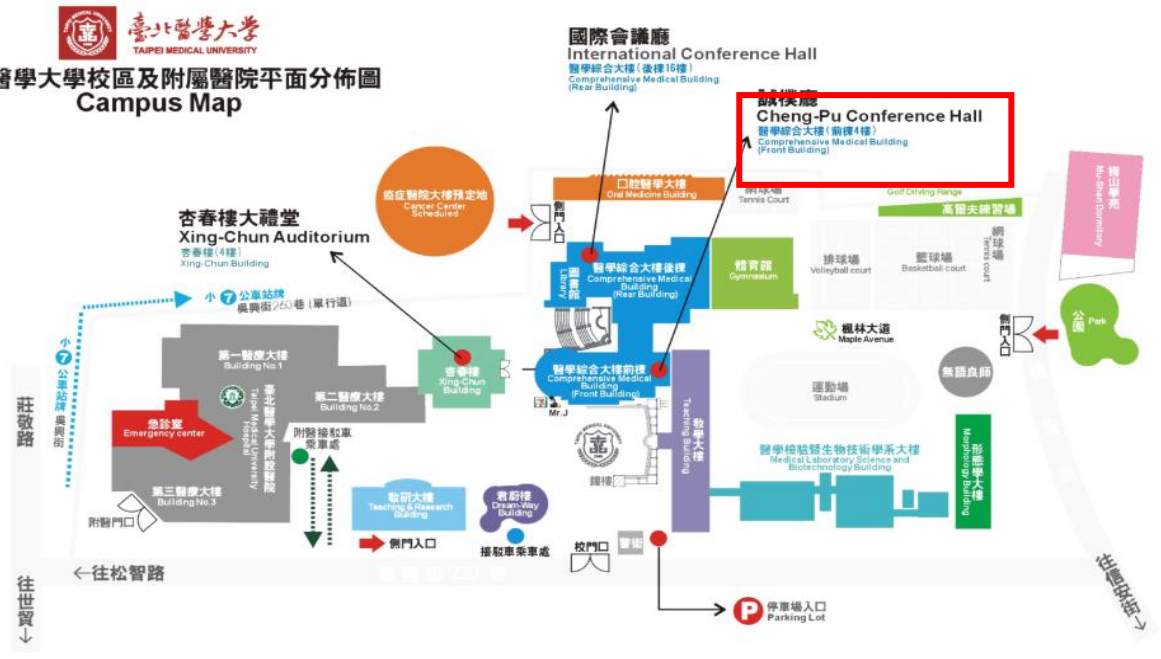 臺北醫學大學
TAIPEI MEDICAL UNIVERSITY
醫學大學校區及附屬醫院平面分佈圖
Campus Map
國際會議廳
International Conference Hall
醫學綜合大樓(後棟16樓)
Comprehensive Medical Building
(Rear Building)
誠樸廳
Cheng-Pu Conference Hall
醫學綜合大樓(前棟4樓)
Comprehensive Medical Building
(Front Building)
杏春樓大禮堂
Xing-Chun Auditorium
杏春樓(4樓)
Xing-Chun Building
癌症醫院大樓預定地
Cancer Center
Scheduled
側門入口
口腔醫學大樓
Oral Medicine Building
網球場
Tennis Court
Golf Driving Range
高爾夫練習場
拇山學苑
Mu-Shan Dormitory
小 7 公車站牌
吳興街260巷 (單行道)
圖書館
Library
醫學綜合大樓後棟
Comprehensive Medical
Building
(Rear Building)
體育館
Gymnasium
排球場
Volleyball court
籃球場
Basketball court
網球場
Tennis court
公園
Park
側門入口
楓林大道
Maple Avenue
小 7 公車站牌 吳興街
第一醫療大樓
Building No.1
杏春樓
Xing-Chun
Building
醫學綜合大樓前棟
Comprehensive Medical
Building
(Front Building)
無語良師
運動場
Stadium
第二醫療大樓
Building No.2
莊敬路
急診室
Emergency center
臺北醫學大學附設醫院
Taipei Medical University
Hospital
附醫接駁車
乘車處
7
Mr.J
教學大樓
Teaching Building
TAIPEI MEDICAL UNIVERSITY
鐘樓
醫學檢驗暨生物技術學系大樓
Medical Laboratory Science and
Biotechnology Building
形態學大樓
Morphology Building
第三醫療大樓
Building No.3
附醫門口
教研大樓
Teaching & Research
Building
君蔚樓
Dream-Way
Building
側門入口
接駁車乘車處
校門口
警衛
←往松智路
往世貿↓
往信安街↓
P 停車場入口
Parking Lot